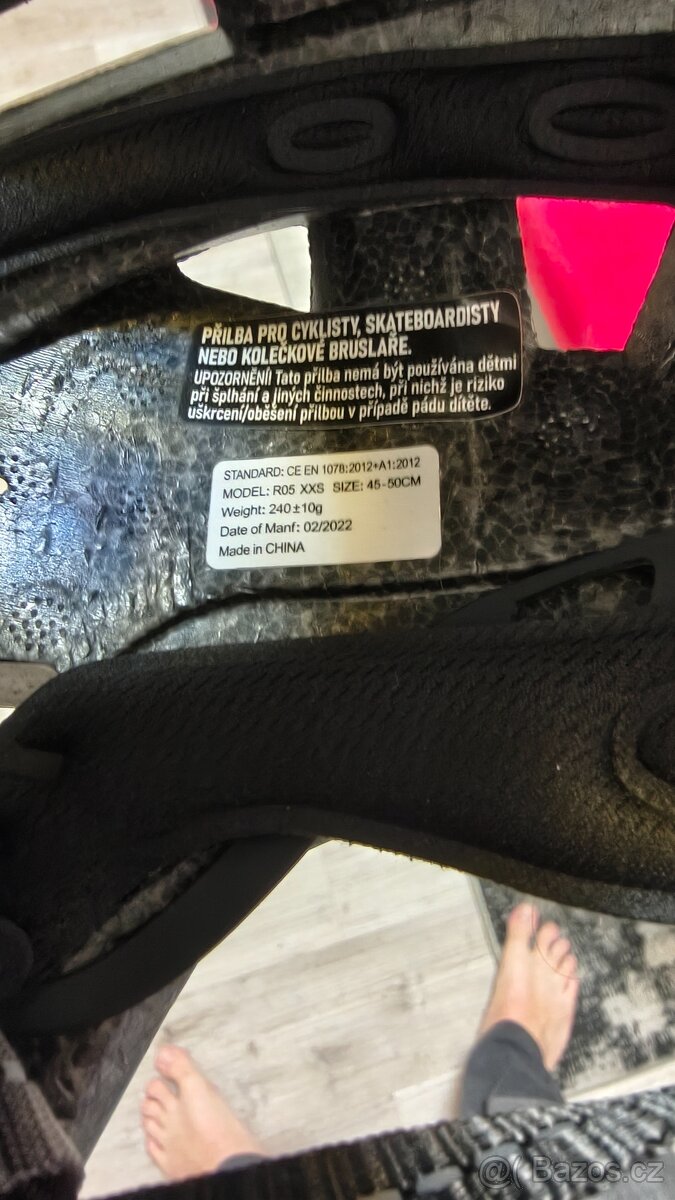 PŘILBA PRO CYKLISTY, SKATEBOARDISTY
NEBO KOLEČKOVÉ BRUSLAŘE.
UPOZORNĚNÍ! Tato přilba nemá být používána dětmi
při šplhání a jiných činnostech, při nichž je riziko
uškrcení/oběšení přilbou v případě pádu dítěte.
STANDARD: CE EN 1078:2012+A1:2012
MODEL: R05 XXS SIZE: 45-50CM
Weight: 240±10g
Date of Manf: 02/2022
Made in CHINA
@( Bazos.cz